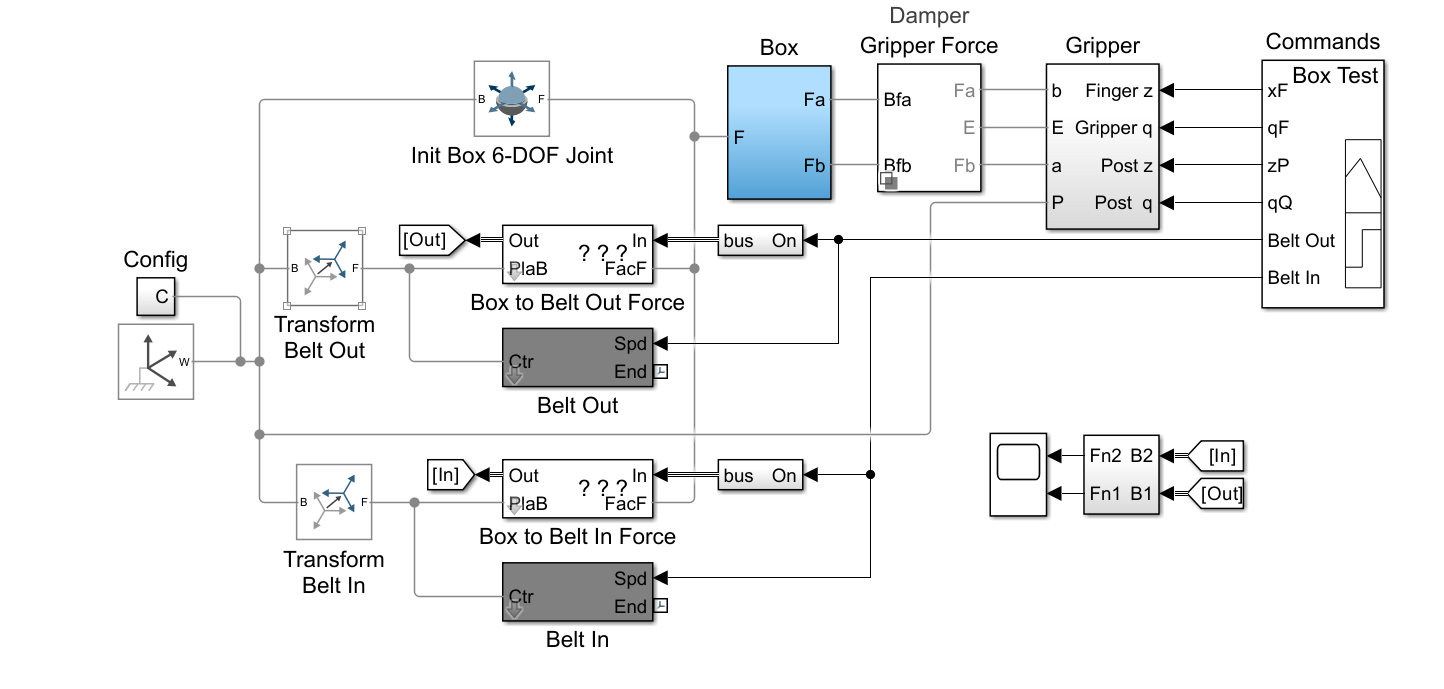 Damper
Box
Gripper Force
Gripper
Commands
Box Test
B
F
Init Box 6-DOF Joint
F
Fa
Fb
Bfa
Bfb
Fa
E
Fb
b
E
a
P
Finger z
Gripper q
Post z
Post q
xF
qF
zP
qQ
Belt Out
Belt In
Config
C
W
B
F
Transform
Belt Out
[Out]
Out
In
? ? ?
PlaB
FacF
Box to Belt Out Force
bus
On
Ctr
Spd
End
Belt Out
B
F
Transform
Belt In
[In]
Out
In
? ? ?
PlaB
FacF
Box to Belt In Force
bus
On
Ctr
Spd
End
Belt In
Fn2
B2
Fn1
B1
[In]
[Out]